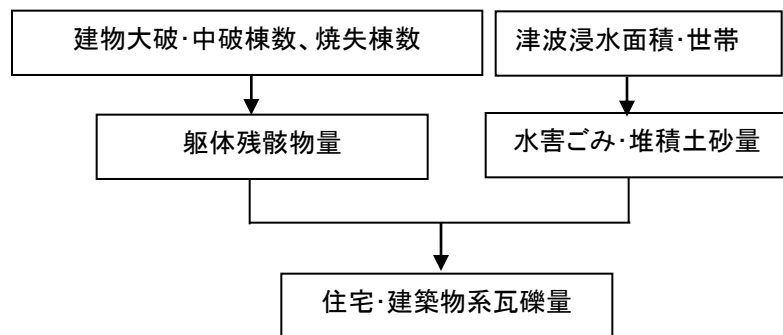 建物大破・中破棟数、焼失棟数
津波浸水面積・世帯
躯体残骸物量
水害ごみ・堆積土砂量
住宅・建築物系瓦礫量